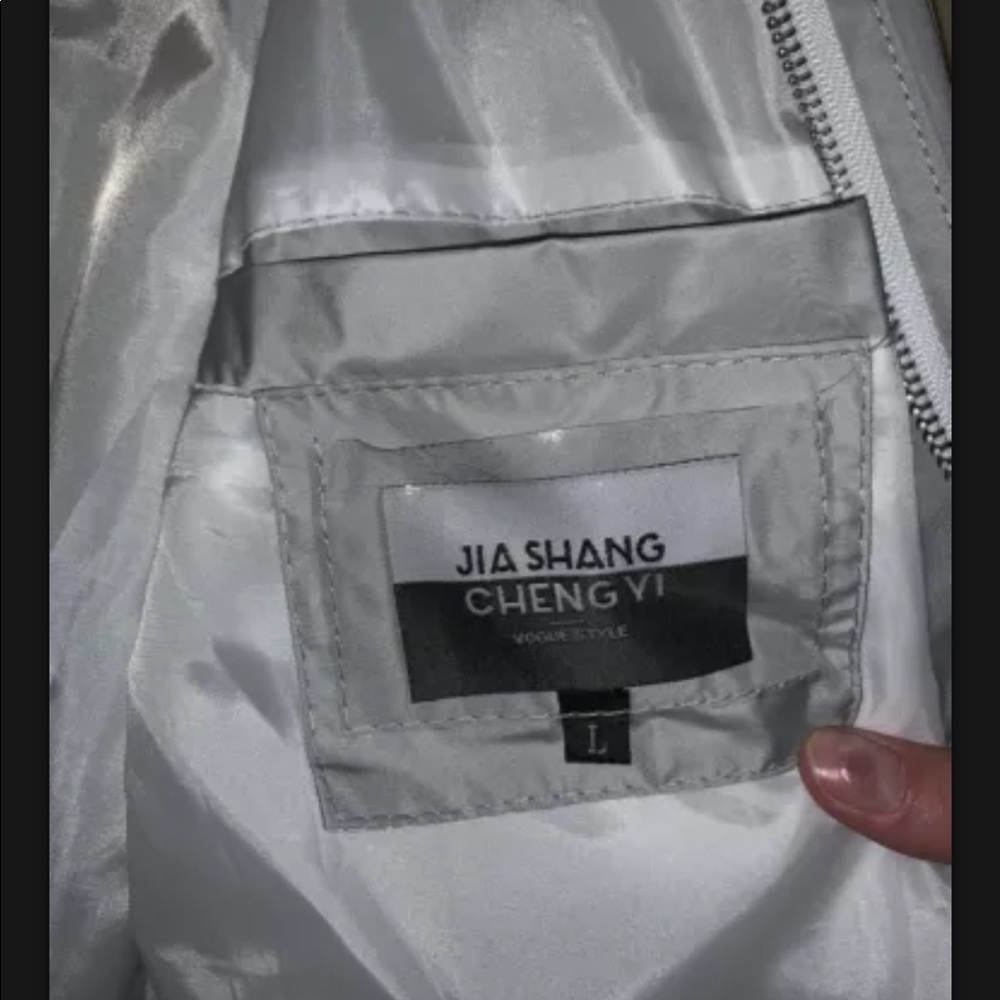 JIA SHANG
CHENG YI
VOGUE STYLE
L